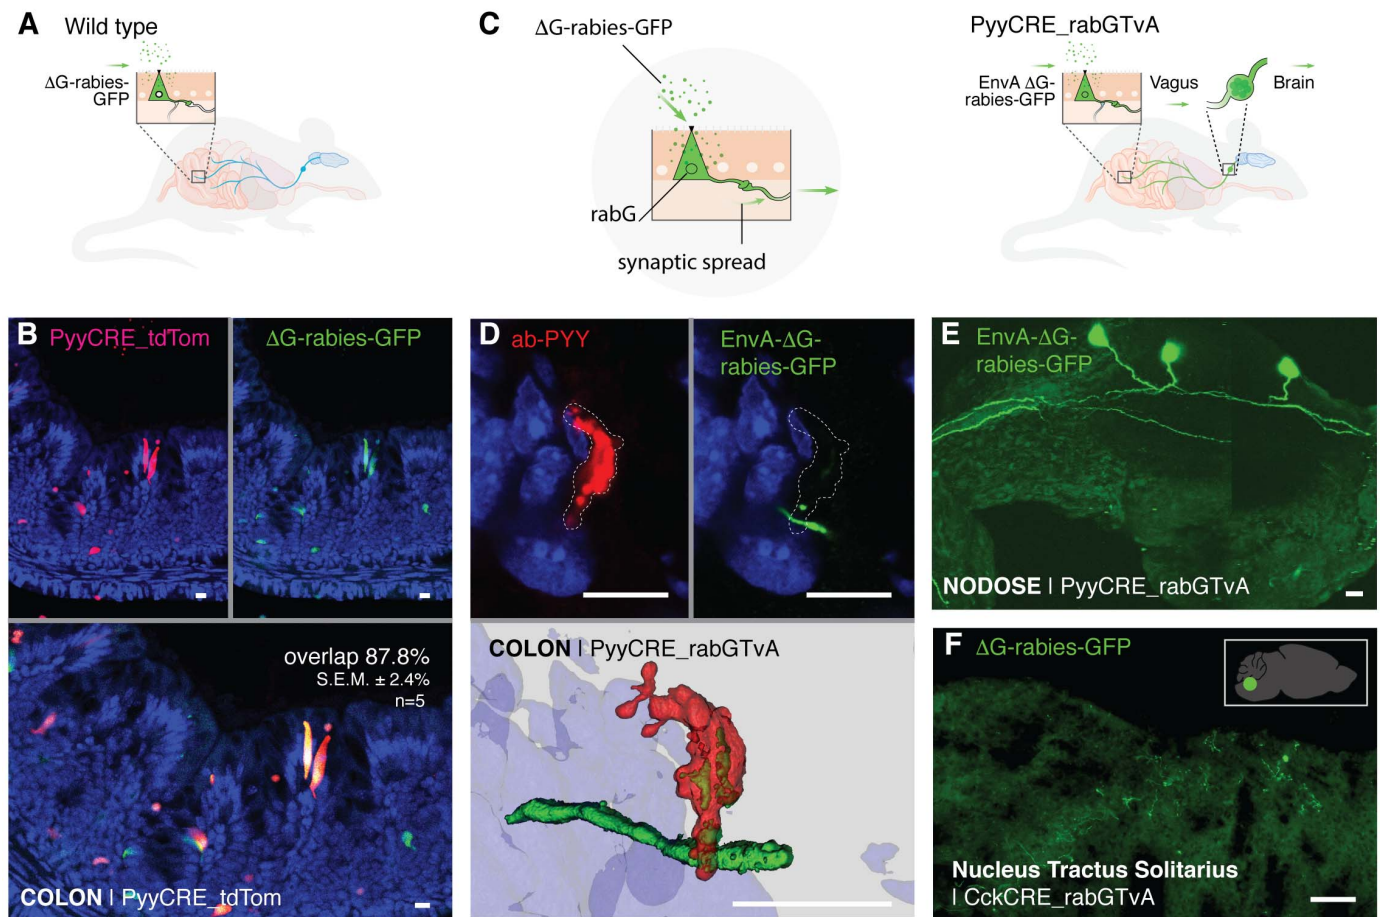 A Wild type
ΔG-rabies-
GFP
C
ΔG-rabies-GFP
rabG
synaptic spread
PyyCRE_rabGTvA
EnvA ΔG-
rabies-GFP
Vagus
Brain
B PyyCRE_tdTom
ΔG-rabies-GFP
overlap 87.8%
S.E.M. ± 2.4%
n=5
COLON | PyyCRE_tdTom
D ab-PYY
EnvA-ΔG-
rabies-GFP
COLON | PyyCRE_rabGTvA
E EnvA-ΔG-
rabies-GFP
NODOSE | PyyCRE_rabGTvA
F ΔG-rabies-GFP
Nucleus Tractus Solitarius
| CckCRE_rabGTvA